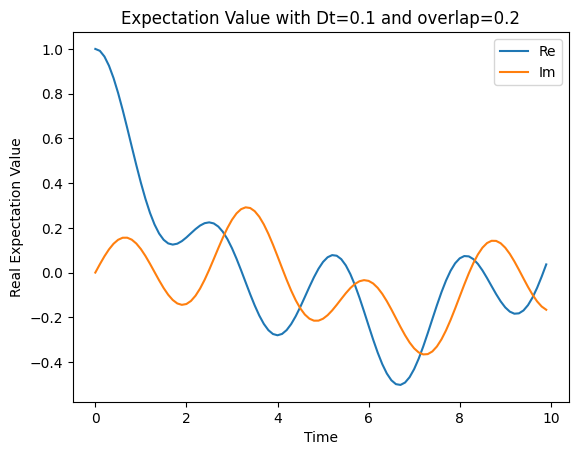 Expectation Value with Dt=0.1 and overlap=0.2
Re
Im
Real Expectation Value
1.0
0.8
0.6
0.4
0.2
0.0
−0.2
−0.4
0
2
4
6
8
10
Time